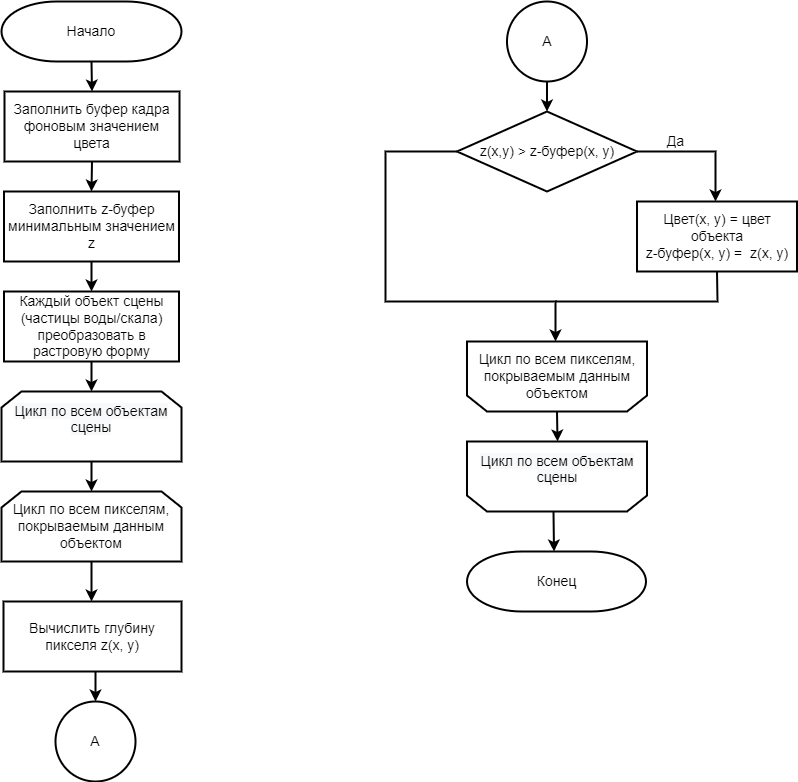 Начало
Заполнить буфер кадра
фоновым значением
цвета
Заполнить z-буфер
минимальным значением
z
Каждый объект сцены
(частицы воды/скала)
преобразовать в
растровую форму
Цикл по всем объектам
сцены
Цикл по всем пикселям,
покрываемым данным
объектом
Вычислить глубину
пикселя z(x, y)
A
A
z(x,y) > z-буфер(x, y)
Да
Цвет(x, y) = цвет
объекта
z-буфер(x, y) = z(x, y)
Цикл по всем пикселям,
покрываемым данным
объектом
Цикл по всем объектам
сцены
Конец